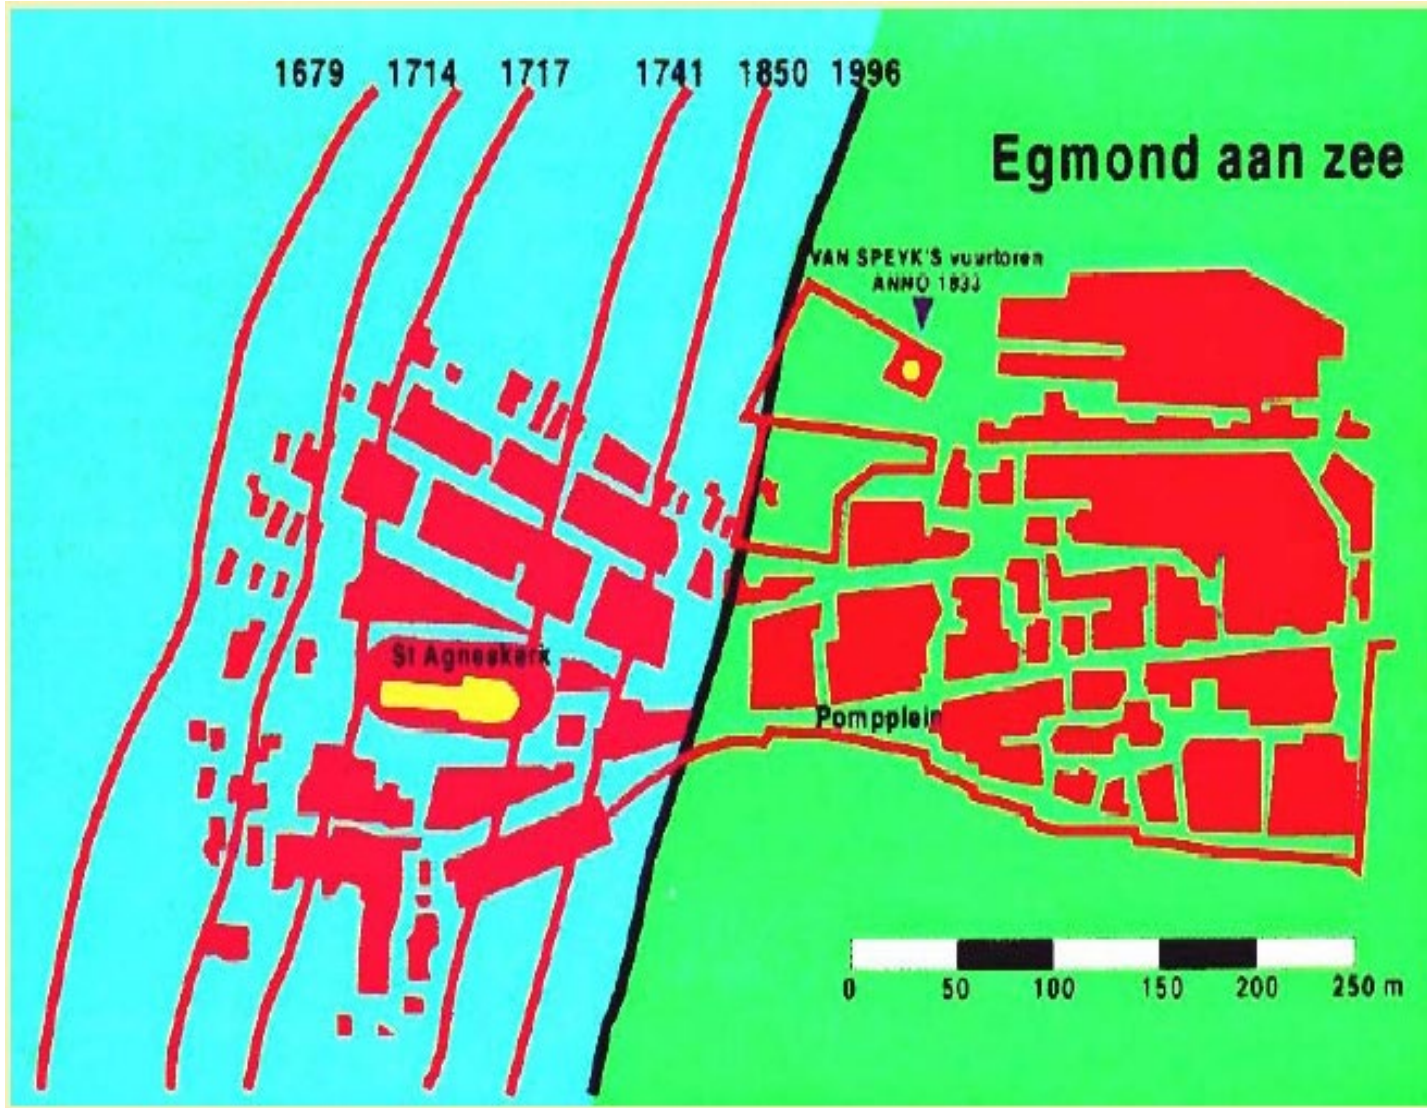 1679 1714 1717 1741 1850 1996
Egmond aan zee
VAN SPEYK'S vuurtoren
ANNO 1833
St Agneskerk
Pompplein
0 50 100 150 200 250 m